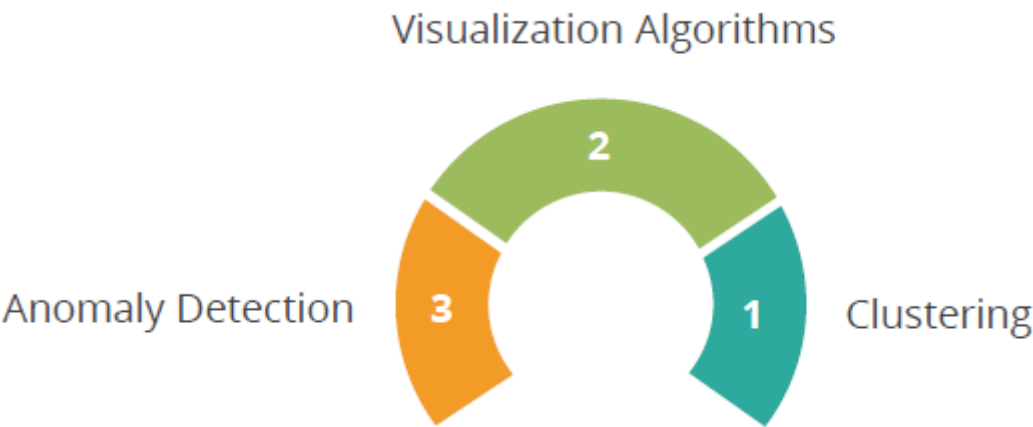 Visualization Algorithms
2
Anomaly Detection
3
1
Clustering